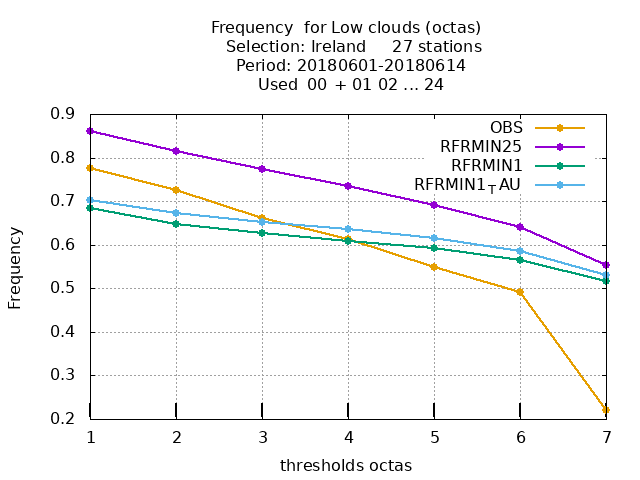 Frequency  for Low clouds (octas)
Selection: Ireland     27 stations
Period: 20180601-20180614
Used  00  + 01 02 ... 24
0.9
0.8
0.7
0.6
0.5
0.4
0.3
0.2
Frequency
OBS
RFRMIN25
RFRMIN1
RFRMIN1TAU
1 2 3 4 5 6 7
thresholds octas